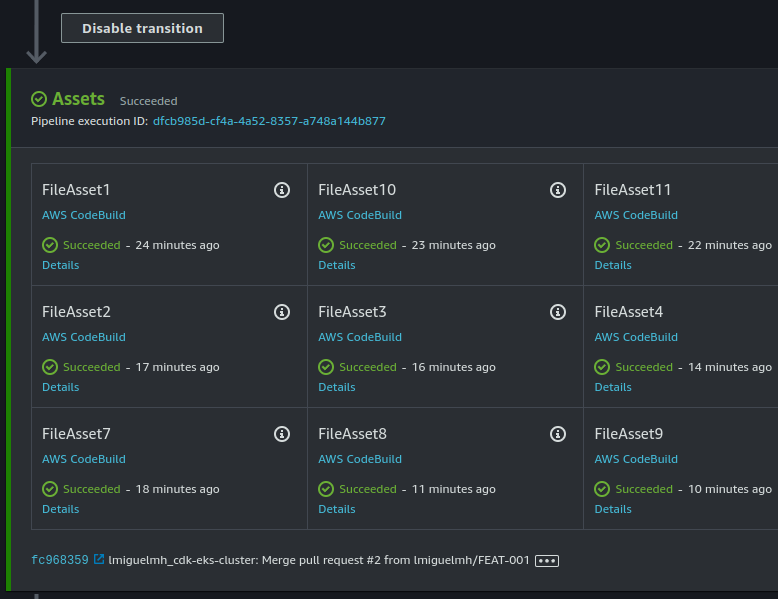 Disable transition
Assets Succeeded
Pipeline execution ID: dfcb985d-cf4a-4a52-8357-a748a144b877
FileAsset1
AWS CodeBuild
Succeeded - 24 minutes ago
Details
FileAsset10
AWS CodeBuild
Succeeded - 23 minutes ago
Details
FileAsset11
AWS CodeBuild
Succeeded - 22 minutes ago
Details
FileAsset2
AWS CodeBuild
Succeeded - 17 minutes ago
Details
FileAsset3
AWS CodeBuild
Succeeded - 16 minutes ago
Details
FileAsset4
AWS CodeBuild
Succeeded - 14 minutes ago
Details
FileAsset7
AWS CodeBuild
Succeeded - 18 minutes ago
Details
FileAsset8
AWS CodeBuild
Succeeded - 11 minutes ago
Details
FileAsset9
AWS CodeBuild
Succeeded - 10 minutes ago
Details
fc968359 lmiguelmh_cdk-eks-cluster: Merge pull request #2 from lmiguelmh/FEAT-001